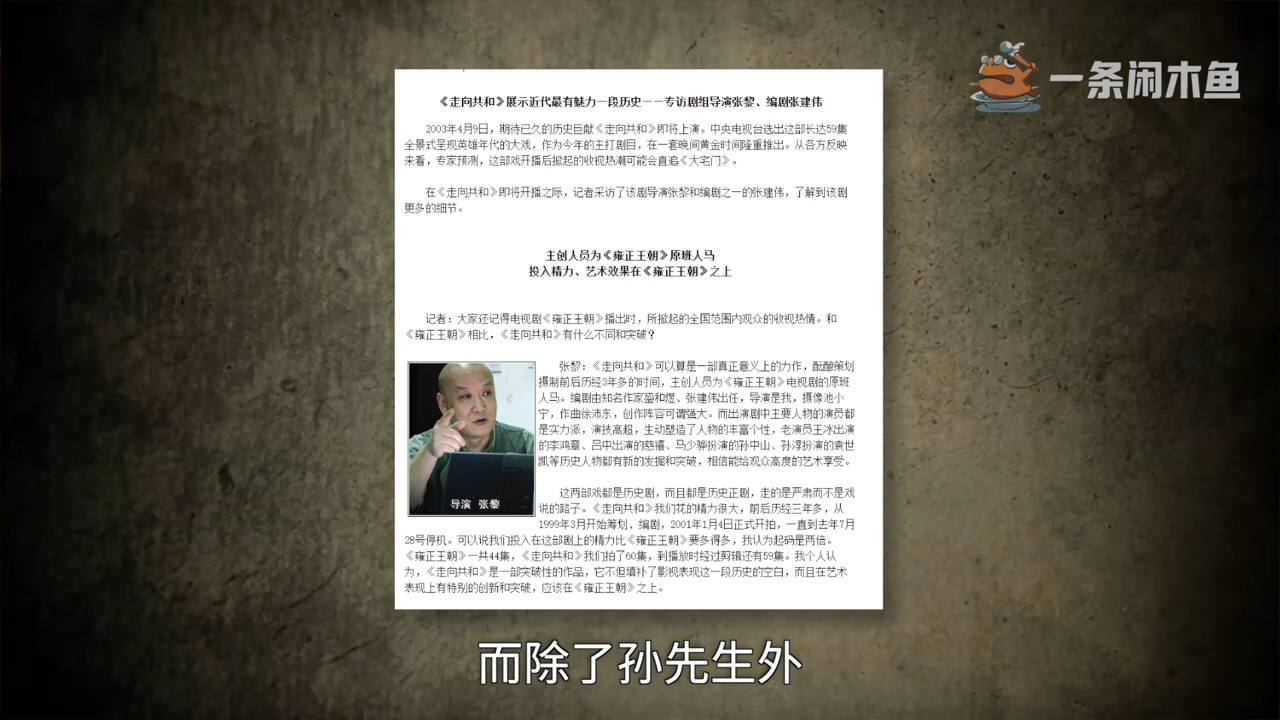 一条闲木鱼
《走向共和》展示近代最有魅力一段历史——专访剧组导演张黎、编剧张建伟
2003年4月9日，期待已久的历史巨献《走向共和》即将上演。中央电视台选出这部长达59集
全景式呈现英雄年代的大戏，作为今年的主打剧目，在一套晚间黄金时间隆重推出。从各方反映
来看，专家预测，这部戏开播后掀起的收视热潮可能会直追《大宅门》。
在《走向共和》即将开播之际，记者采访了该剧导演张黎和编剧之一的张建伟，了解到该剧
更多的细节。
主创人员为《雍正王朝》原班人马
投入精力、艺术效果在《雍正王朝》之上
记者：大家还记得电视剧《雍正王朝》播出时，所掀起的全国范围内观众的收视热情。和
《雍正王朝》相比，《走向共和》有什么不同和突破？
张黎：《走向共和》可以算是一部真正意义上的力作，酝酿策划
摄制前后历经3年多的时间，主创人员为《雍正王朝》电视剧的原班
人马。编剧由知名作家盛和煜、张建伟出任，导演是我，摄像池小
宁，作曲徐沛东，创作阵容可谓强大。而出演剧中主要人物的演员都
是实力派，演技高超，生动塑造了人物的丰富个性，老演员王冰出演
的李鸿章、吕中出演的慈禧、马少骅扮演的孙中山、孙淳扮演的袁世
凯等历史人物都有新的发掘和突破，相信能给观众高度的艺术享受。
导演 张黎
这两部戏都是历史剧，而且都是历史正剧，走的是严肃而不是戏
说的路子。《走向共和》我们花的精力很大，前后历经三年多，从
1999年3月开始筹划、编剧，2001年1月4日正式开拍，一直到去年7月
28号停机。可以说我们投入在这部剧上的精力比《雍正王朝》要多得多，我认为起码是两倍。
《雍正王朝》一共44集，《走向共和》我们拍了60集，到播放时经过剪辑还有59集。我个人认
为，《走向共和》是一部突破性的作品，它不但填补了影视表现这一段历史的空白，而且在艺术
表现上有特别的创新和突破，应该在《雍正王朝》之上。
而除了孙先生外